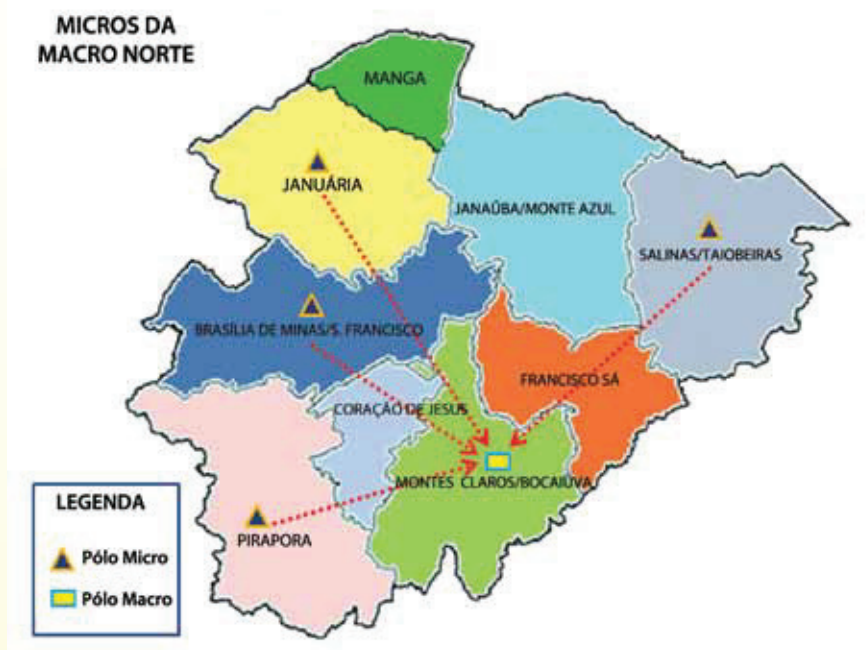 MICROS DA
MACRO NORTE
MANGA
JANUÁRIA
JANAÚBA/MONTE AZUL
SALINAS/TAIOBEIRAS
BRASÍLIA DE MINAS/S. FRANCISCO
FRANCISCO SÁ
CORAÇÃO DE JESUS
MONTES CLAROS/BOCAIÚVA
PIRAPORA
LEGENDA
Pólo Micro
Pólo Macro